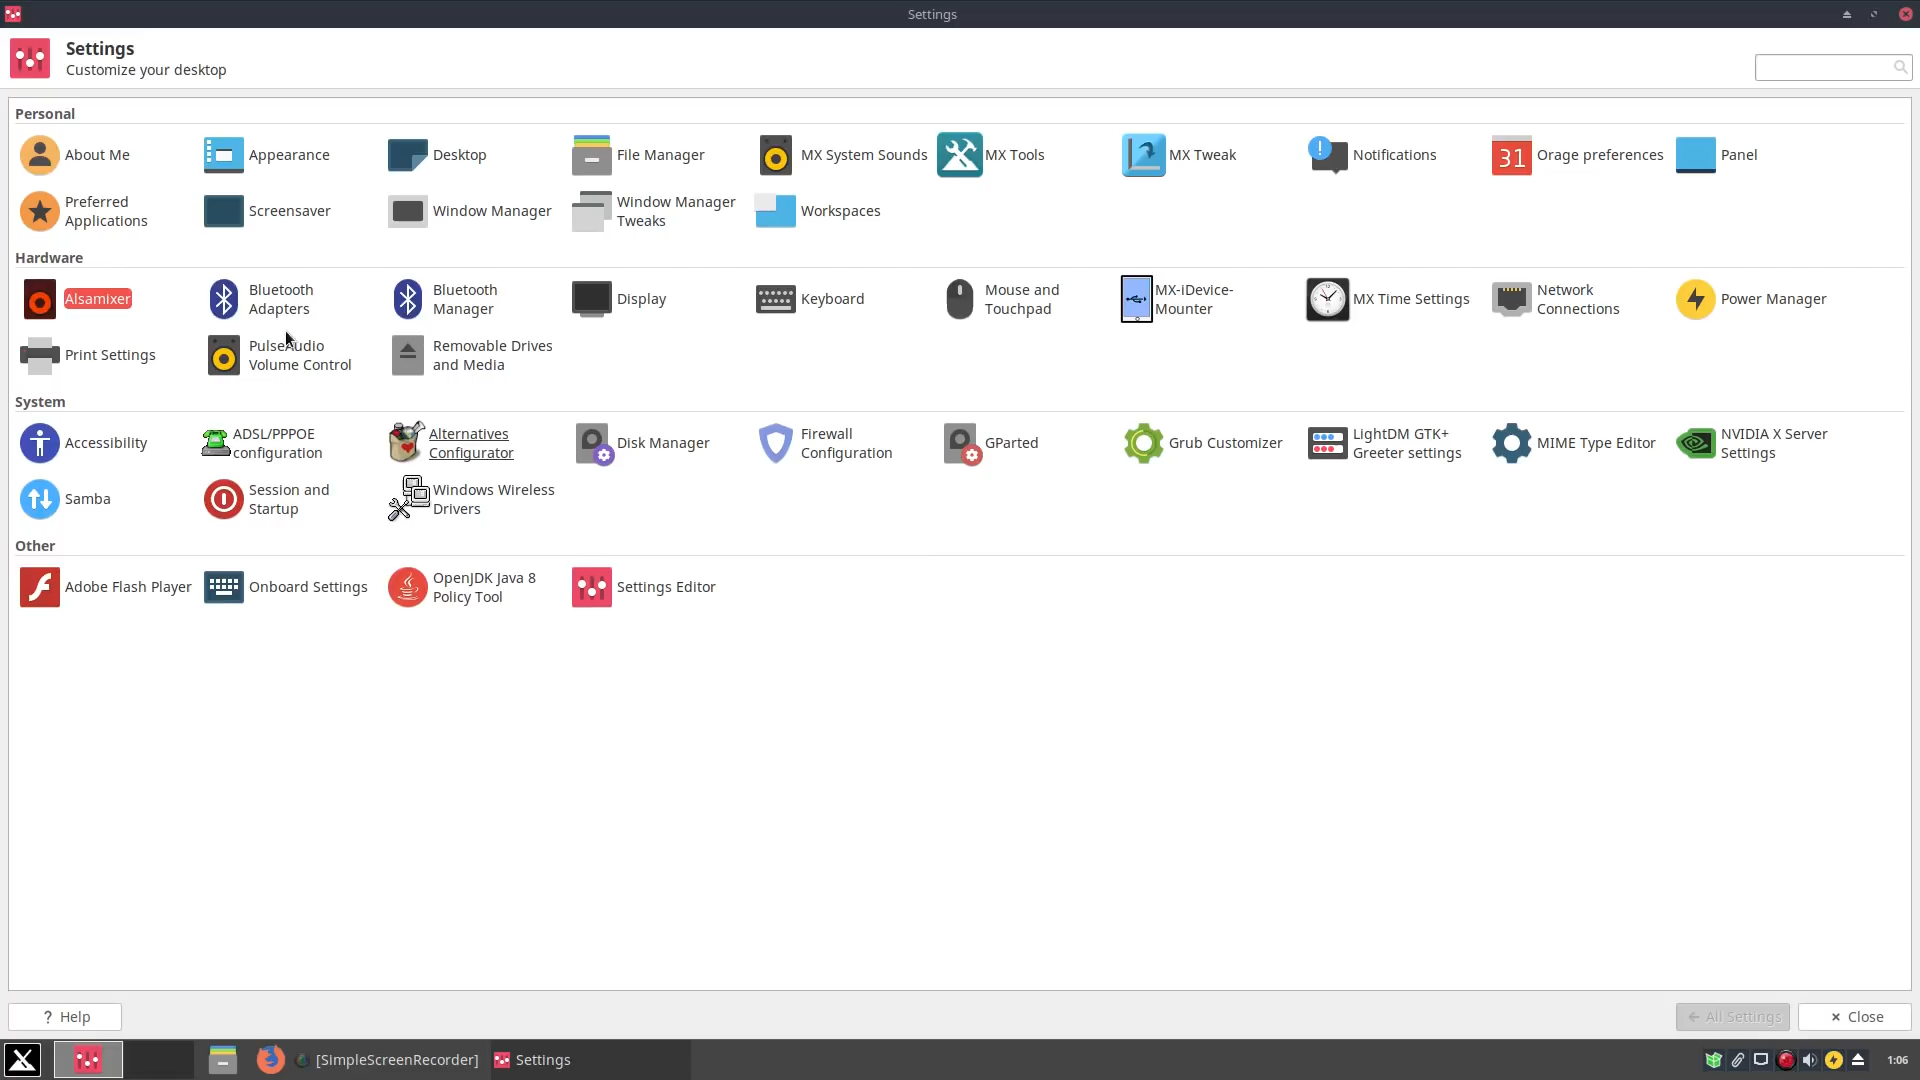 Settings
Settings
Customize your desktop
Personal
About Me
Appearance
Desktop
File Manager
MX System Sounds
MX Tools
MX Tweak
Notifications
31
Orage preferences
Panel
Preferred
Applications
Screensaver
Window Manager
Window Manager
Tweaks
Workspaces
Hardware
Alsamixer
Bluetooth
Adapters
Bluetooth
Manager
Display
Keyboard
Mouse and
Touchpad
MX-iDevice-
Mounter
MX Time Settings
Network
Connections
Power Manager
Print Settings
PulseAudio
Volume Control
Removable Drives
and Media
System
Accessibility
ADSL/PPPOE
configuration
Alternatives
Configurator
Disk Manager
Firewall
Configuration
GParted
Grub Customizer
LightDM GTK+
Greeter settings
MIME Type Editor
NVIDIA X Server
Settings
Samba
Session and
Startup
Windows Wireless
Drivers
Other
Adobe Flash Player
Onboard Settings
OpenJDK Java 8
Policy Tool
Settings Editor
? Help
← All Settings
× Close
[SimpleScreenRecorder]
Settings
1:06